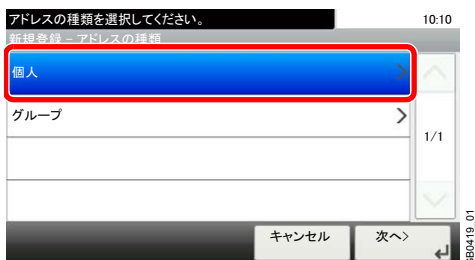 アドレスの種類を選択してください。 10:10
新規登録 - アドレスの種類
個人
グループ
1/1
キャンセル 次へ>
GB0419_01